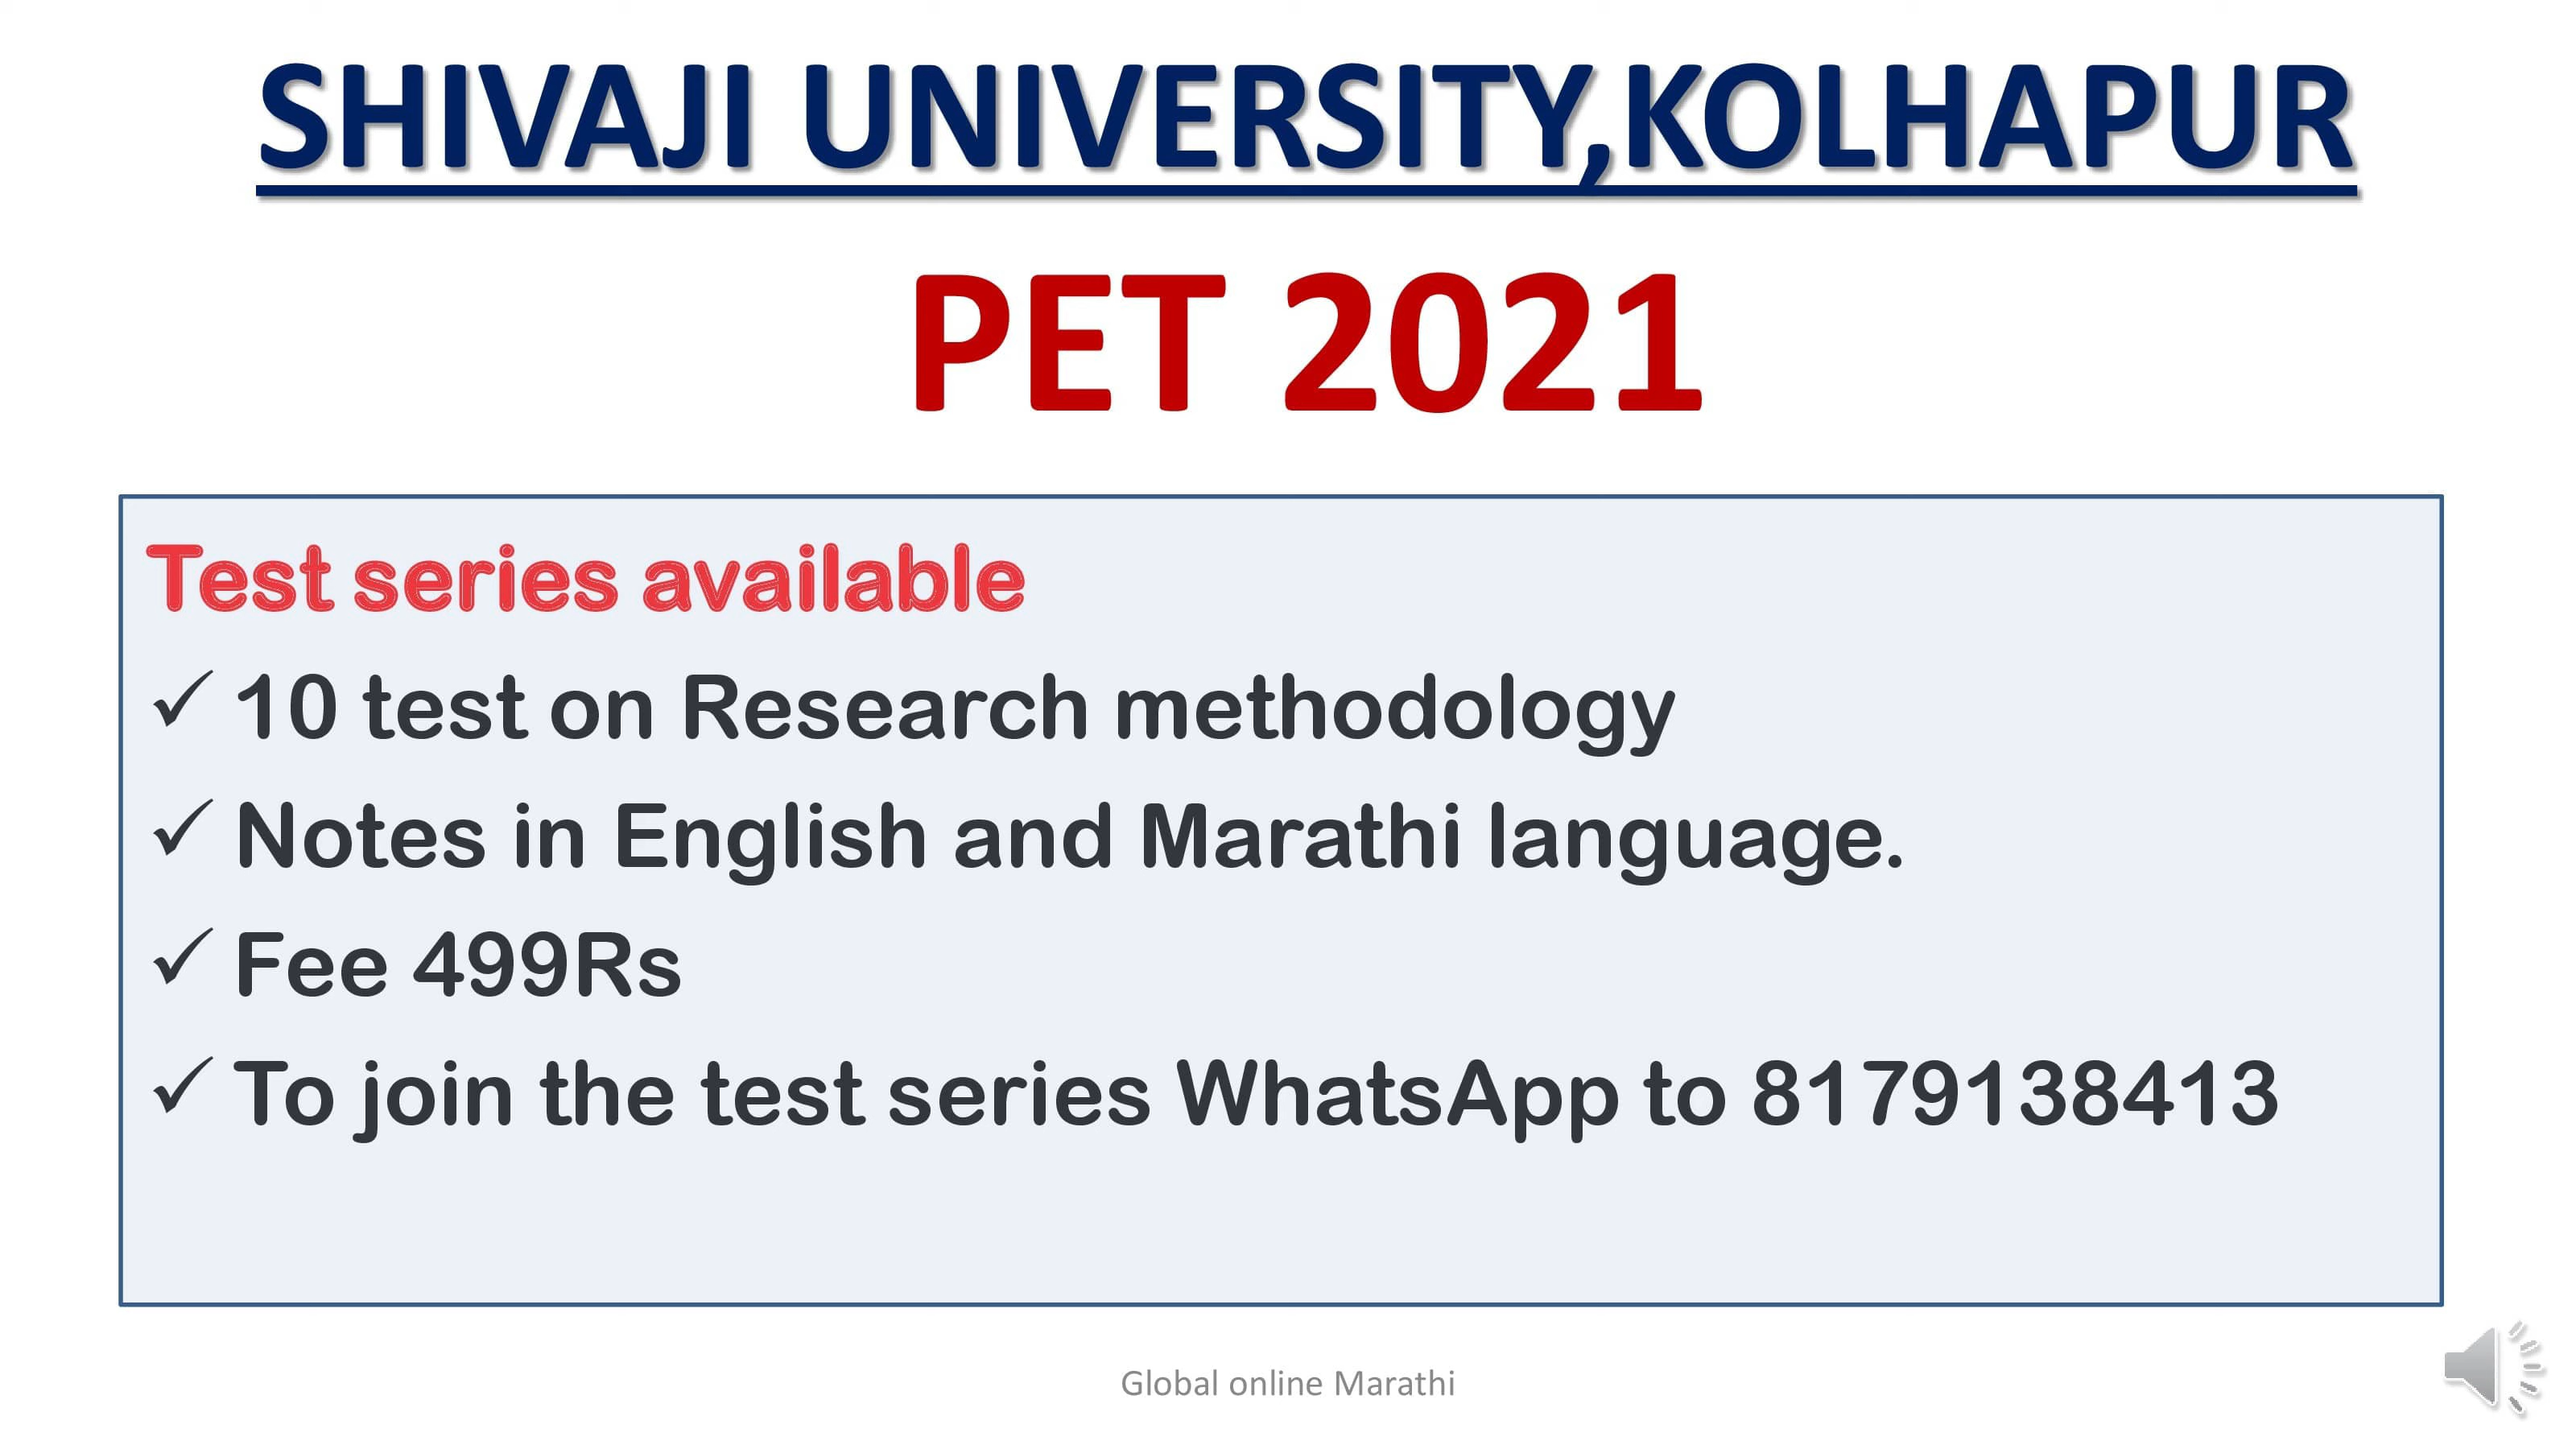 SHIVAJI UNIVERSITY,KOLHAPUR
PET 2021
Test series available
✓ 10 test on Research methodology
✓ Notes in English and Marathi language.
✓ Fee 499Rs
✓ To join the test series WhatsApp to 8179138413
Global online Marathi